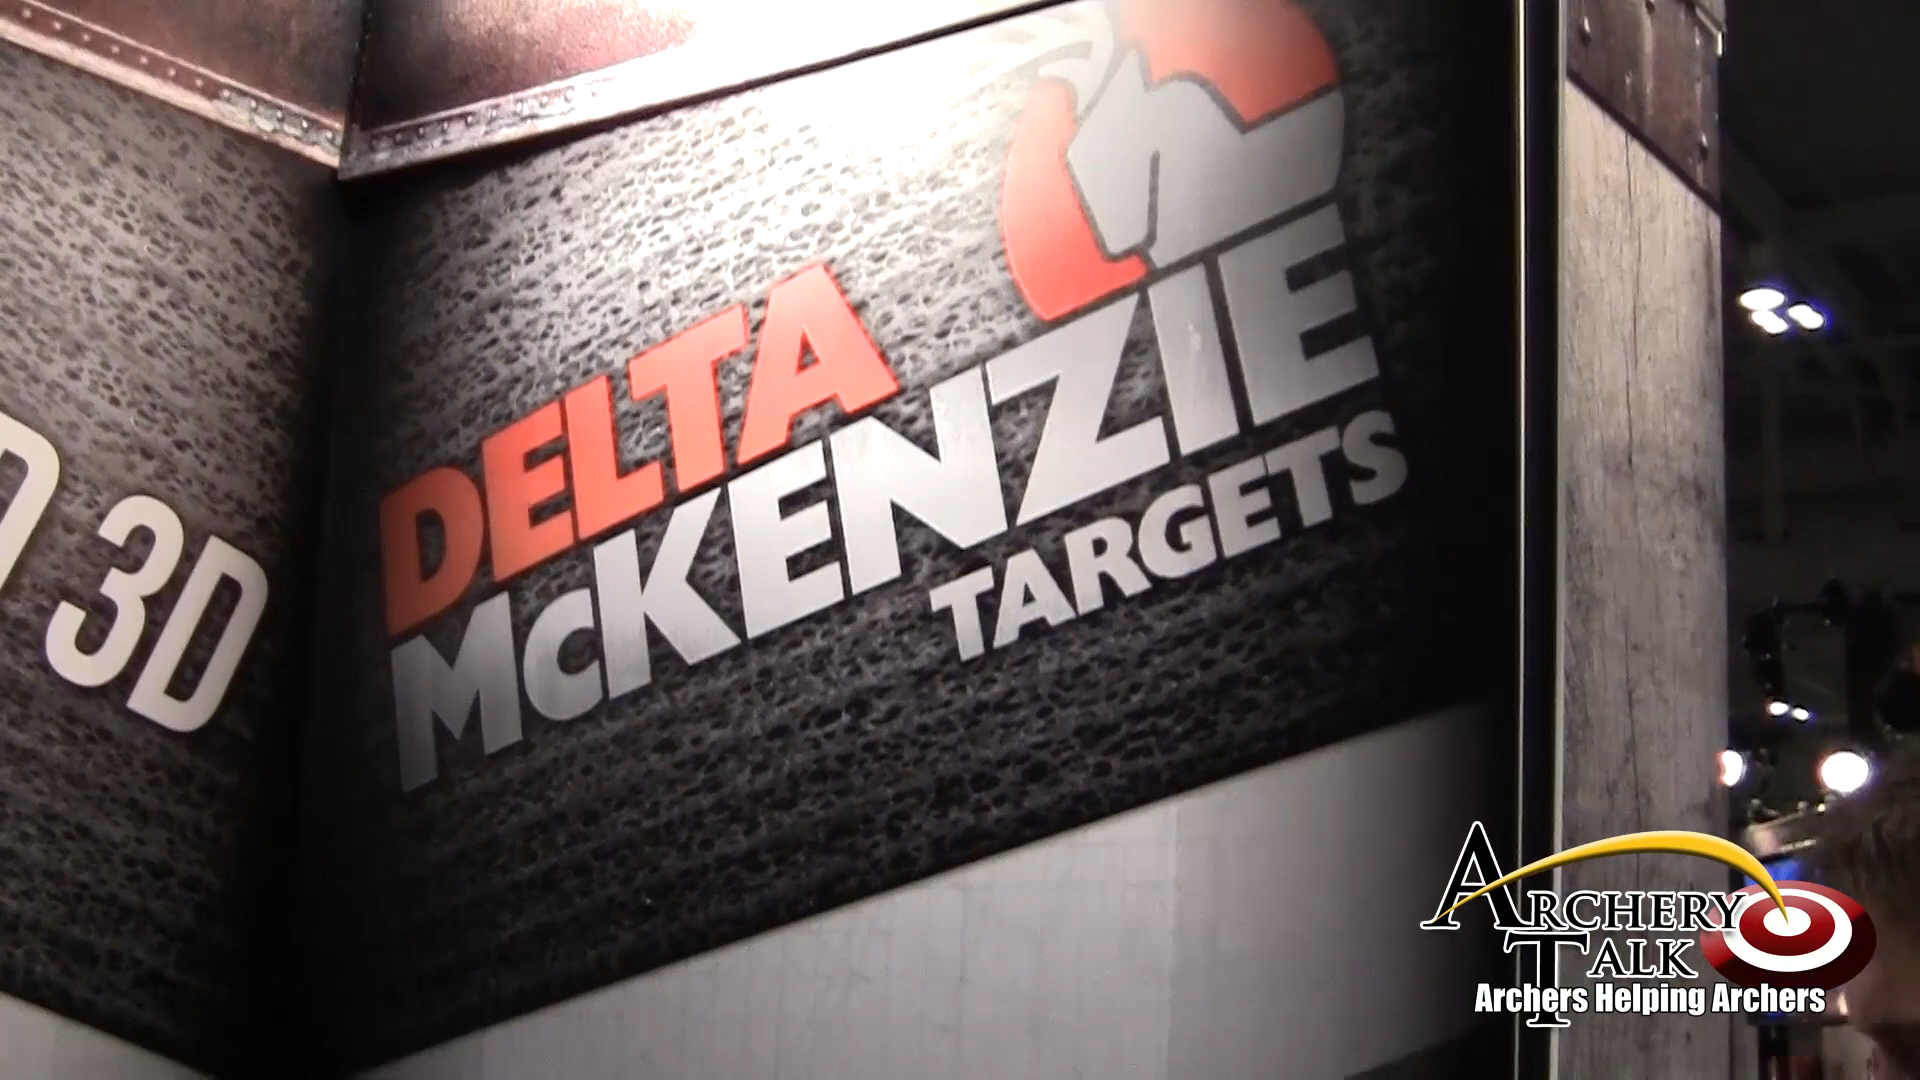 3D
DELTA
McKENZIE
TARGETS
ARCHERY
TALK
Archers Helping Archers